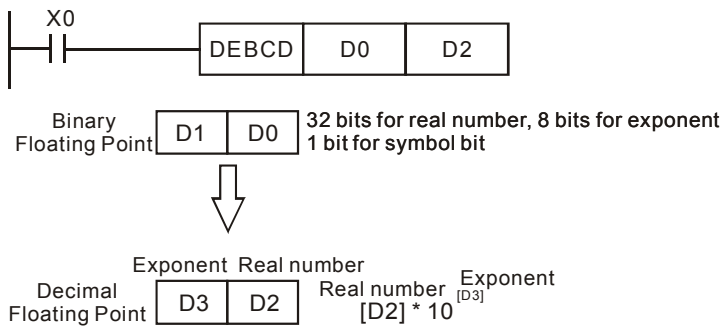 X0
DEBCD D0 D2
Binary Floating Point
D1 D0
32 bits for real number, 8 bits for exponent
1 bit for symbol bit
Exponent Real number
Decimal Floating Point
D3 D2
Real number Exponent
[D2] * 10 [D3]